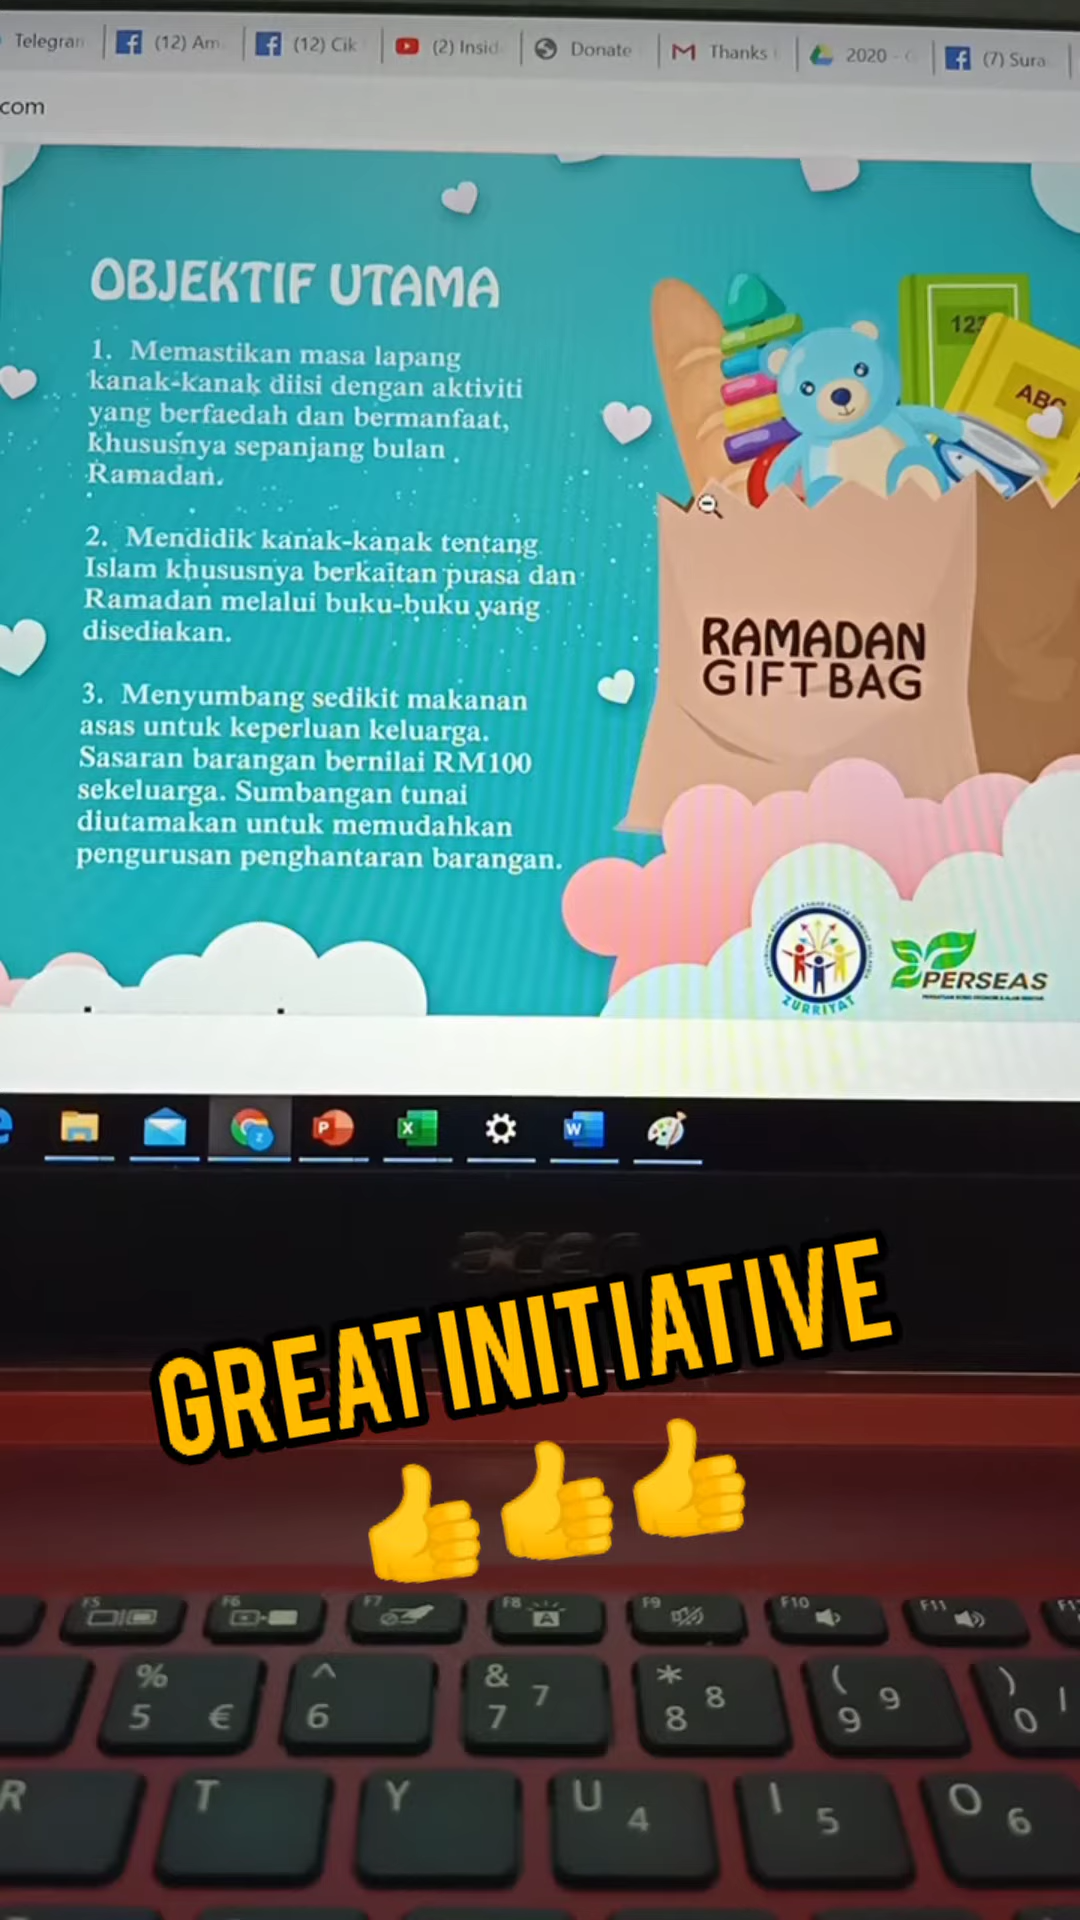 Telegram
(12) Am
(12) Cik
(2) Insid
Donate
Thanks
2020 -
(7) Sura
com
OBJEKTIF UTAMA
1. Memastikan masa lapang
kanak-kanak diisi dengan aktiviti
yang berfaedah dan bermanfaat,
khususnya sepanjang bulan
Ramadan.
2. Mendidik kanak-kanak tentang
Islam khususnya berkaitan puasa dan
Ramadan melalui buku-buku yang
disediakan.
3. Menyumbang sedikit makanan
asas untuk keperluan keluarga.
Sasaran barangan bernilai RM100
sekeluarga. Sumbangan tunai
diutamakan untuk memudahkan
pengurusan penghantaran barangan.
123
ABC
RAMADAN
GIFT BAG
ZURRIYAT
PERSEAS
acer
GREAT INITIATIVE
F5 F6 F7 F8 F9 F10 F11
% ^ & * ( )
5 € 6 7 7 8 8 9 9 0
R T Y U 4 I 5 O 6